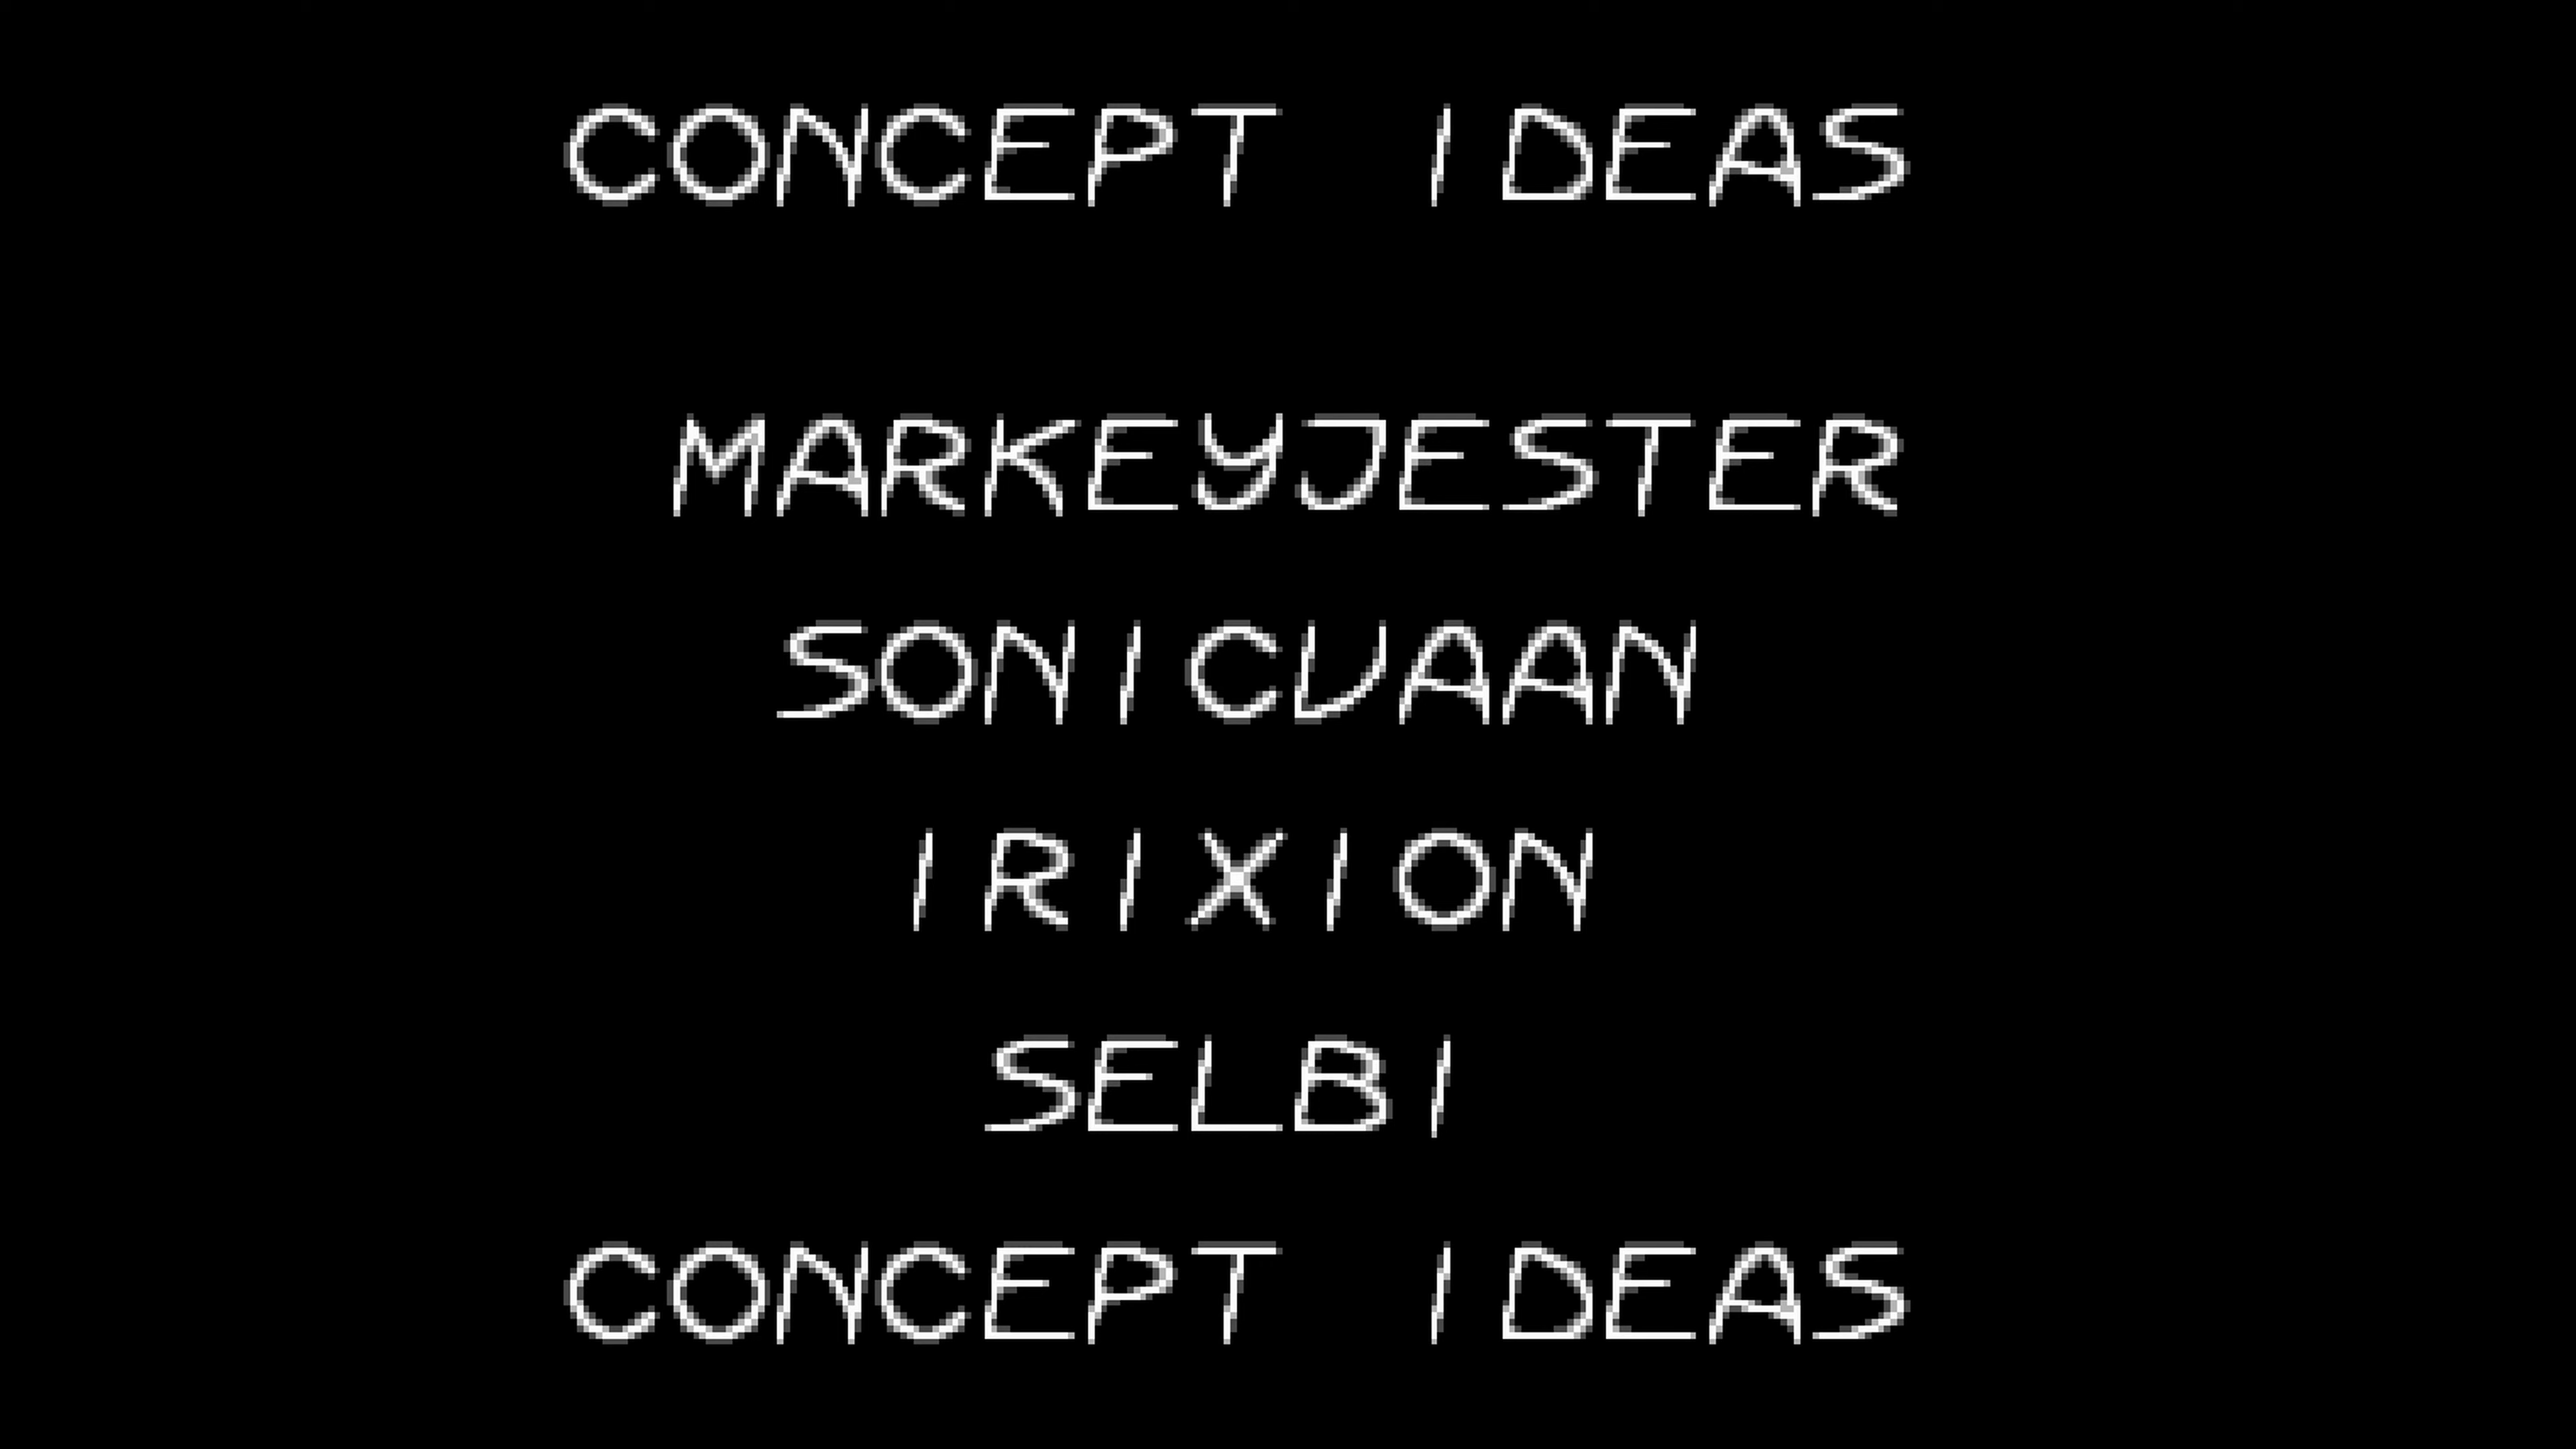 CONCEPT IDEAS
MARKEYJESTER
SONICVAAN
IRIXION
SELBI
CONCEPT IDEAS